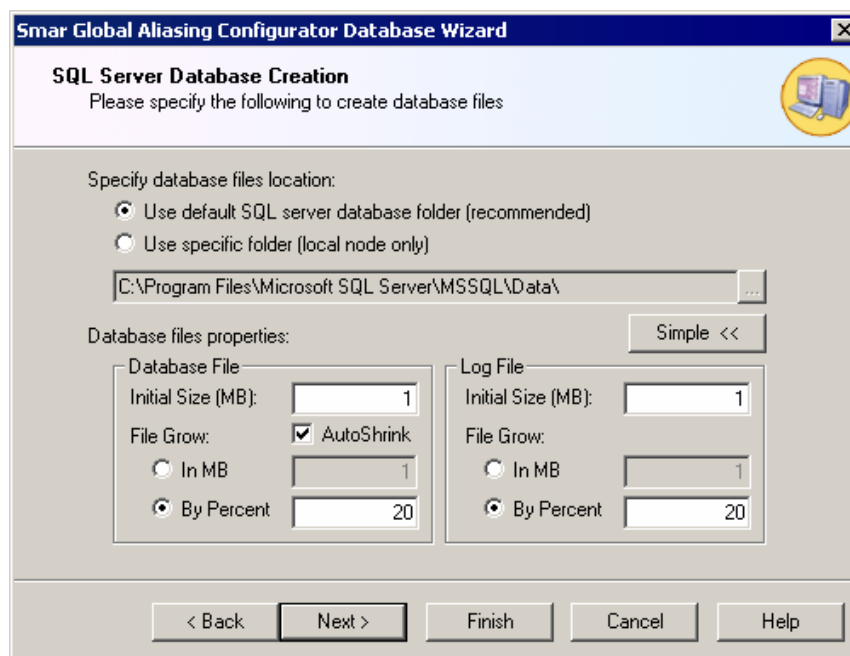 Smar Global Aliasing Configurator Database Wizard
SQL Server Database Creation
Please specify the following to create database files
Specify database files location:
Use default SQL server database folder (recommended)
Use specific folder (local node only)
C:\Program Files\Microsoft SQL Server\MSSQL\Data\ ...
Database files properties: Simple <<
Database File Log File
Initial Size (MB): 1 Initial Size (MB): 1
File Grow: AutoShrink File Grow:
In MB 1 In MB 1
By Percent 20 By Percent 20
< Back Next > Finish Cancel Help